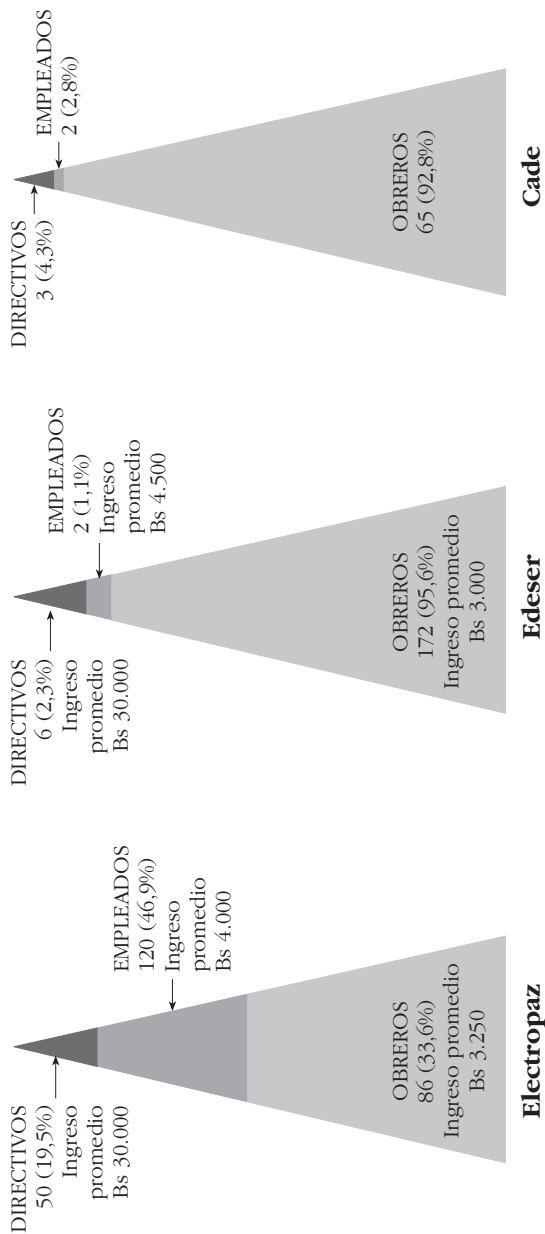 DIRECTIVOS
50 (19,5%)
Ingreso
promedio
Bs 30.000
EMPLEADOS
120 (46,9%)
Ingreso
promedio
Bs 4.000
OBREROS
86 (33,6%)
Ingreso promedio
Bs 3.250
Electropaz
DIRECTIVOS
6 (2,3%)
Ingreso
promedio
Bs 30.000
EMPLEADOS
2 (1,1%)
Ingreso
promedio
Bs 4.500
OBREROS
172 (95,6%)
Ingreso promedio
Bs 3.000
Edeser
DIRECTIVOS
3 (4,3%)
EMPLEADOS
2 (2,8%)
OBREROS
65 (92,8%)
Cade